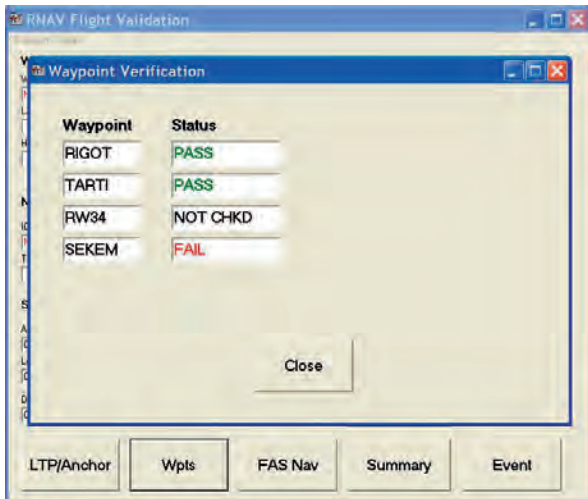 RNAV Flight Validation
Waypoint Verification
Waypoint Status
RIGOT PASS
TARTI PASS
RW34 NOT CHKD
SEKEM FAIL
Close
LTP/Anchor Wpts FAS Nav Summary Event